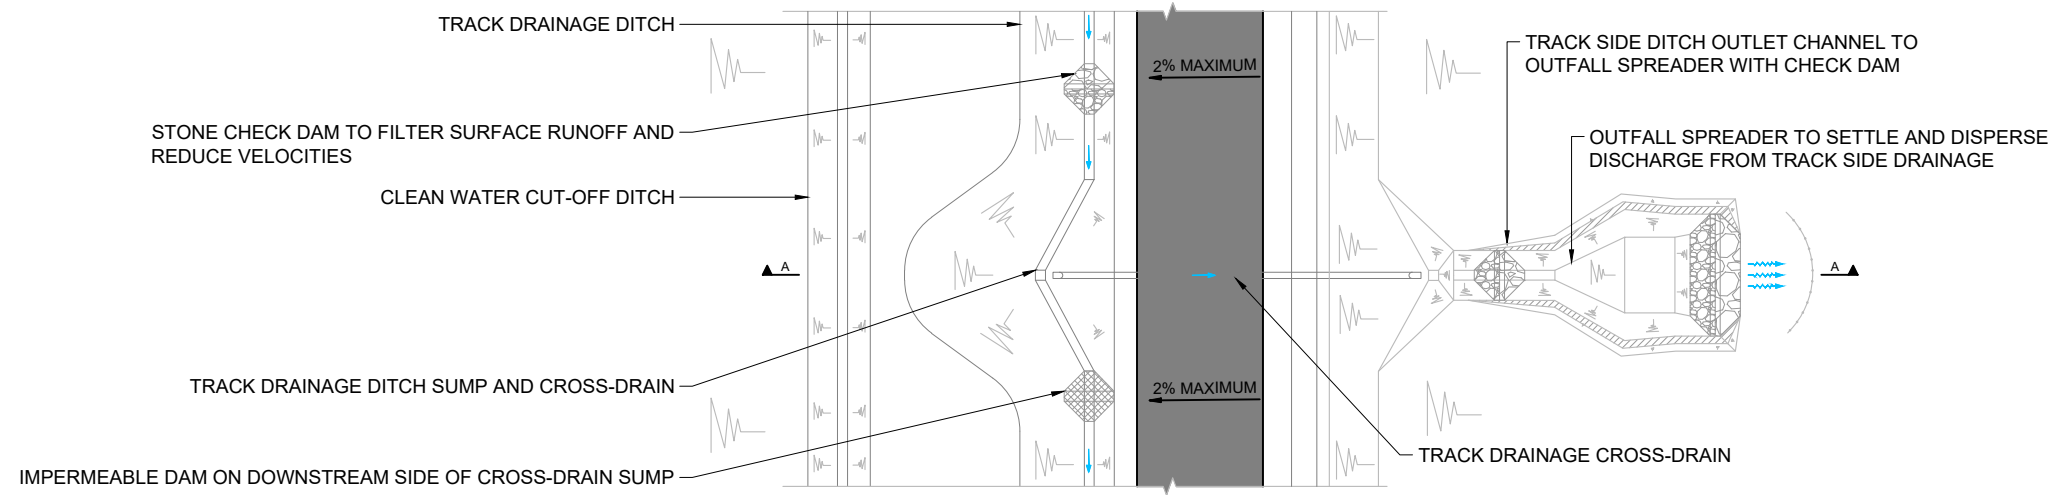 TRACK DRAINAGE DITCH
STONE CHECK DAM TO FILTER SURFACE RUNOFF AND
REDUCE VELOCITIES
CLEAN WATER CUT-OFF DITCH
A
TRACK DRAINAGE DITCH SUMP AND CROSS-DRAIN
IMPERMEABLE DAM ON DOWNSTREAM SIDE OF CROSS-DRAIN SUMP
2% MAXIMUM
2% MAXIMUM
TRACK SIDE DITCH OUTLET CHANNEL TO
OUTFALL SPREADER WITH CHECK DAM
OUTFALL SPREADER TO SETTLE AND DISPERSE
DISCHARGE FROM TRACK SIDE DRAINAGE
A
TRACK DRAINAGE CROSS-DRAIN